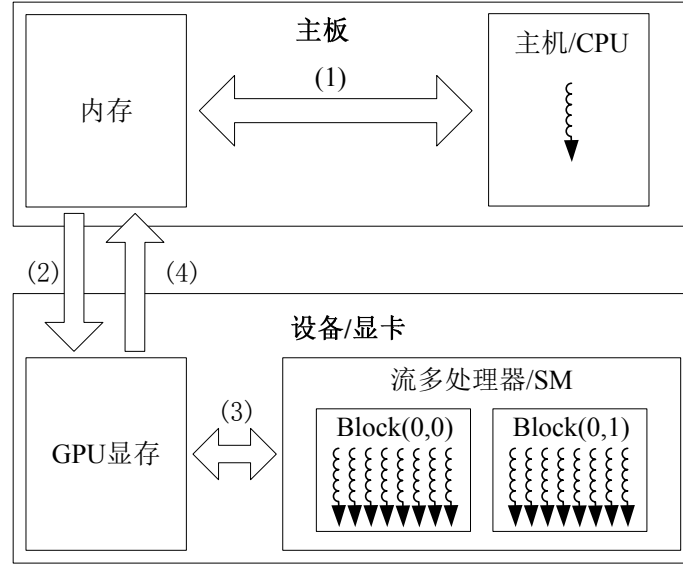 主板
内存
(1)
主机/CPU
(2)
(4)
设备/显卡
GPU显存
(3)
流多处理器/SM
Block(0,0)
Block(0,1)